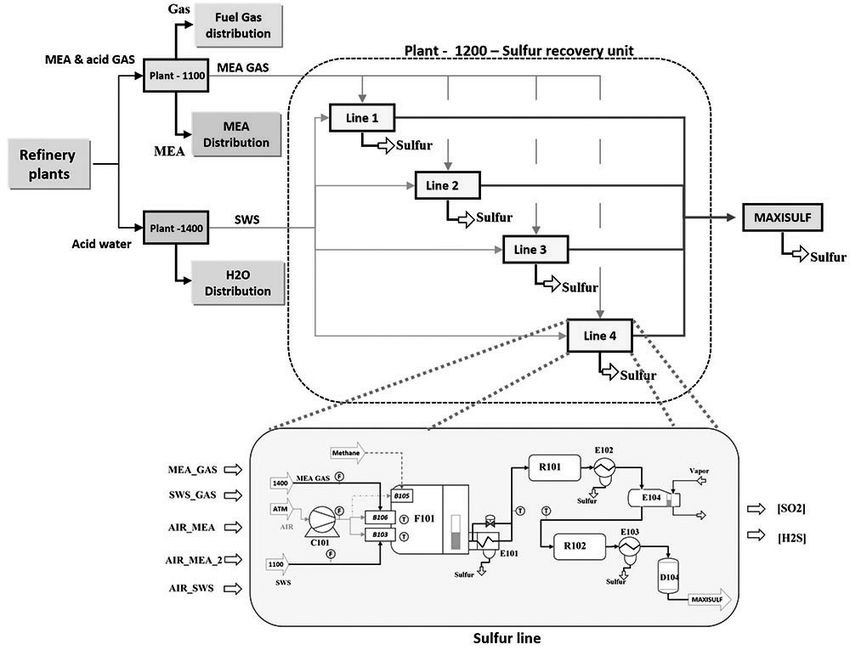 Gas
Fuel Gas
distribution
Plant - 1200 – Sulfur recovery unit
MEA & acid GAS
Plant - 1100
MEA GAS
MEA
Distribution
MEA
Refinery
plants
Line 1
Sulfur
Line 2
Sulfur
Plant -1400
SWS
Acid water
MAXISULF
Sulfur
Line 3
Sulfur
H2O
Distribution
Line 4
Sulfur
MEA_GAS
SWS_GAS
AIR_MEA
AIR_MEA_2
AIR_SWS
Methane
1400
MEA GAS
F
B105
ATM
AIR
C101
F
B106
T
B103
T
F101
1100
SWS
F
E101
Sulfur
T
T
R101
E102
Sulfur
E104
Vapor
R102
E103
Sulfur
D104
MAXISULF
[SO2]
[H2S]
Sulfur line